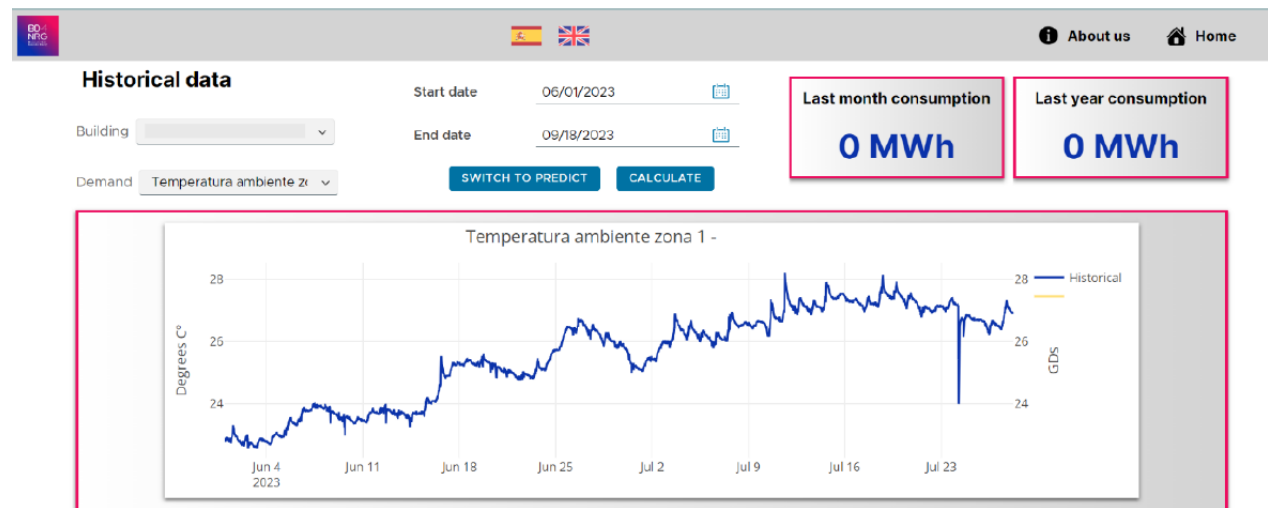 BD4
NRG
About us
Home
Historical data
Building
Demand
Temperatura ambiente z
Start date
06/01/2023
End date
09/18/2023
SWITCH TO PREDICT
CALCULATE
Last month consumption
0 MWh
Last year consumption
0 MWh
Temperatura ambiente zona 1 -
Degrees C°
28
26
24
Jun 4
2023
Jun 11
Jun 18
Jun 25
Jul 2
Jul 9
Jul 16
Jul 23
28
26
24
GDS
Historical